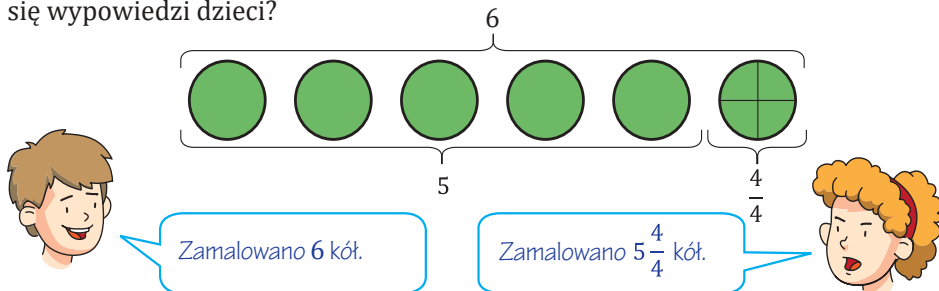 się wypowiedzi dzieci?
6
5
4/4
Zamalowano 6 kół.
Zamalowano 5 4/4 kół.